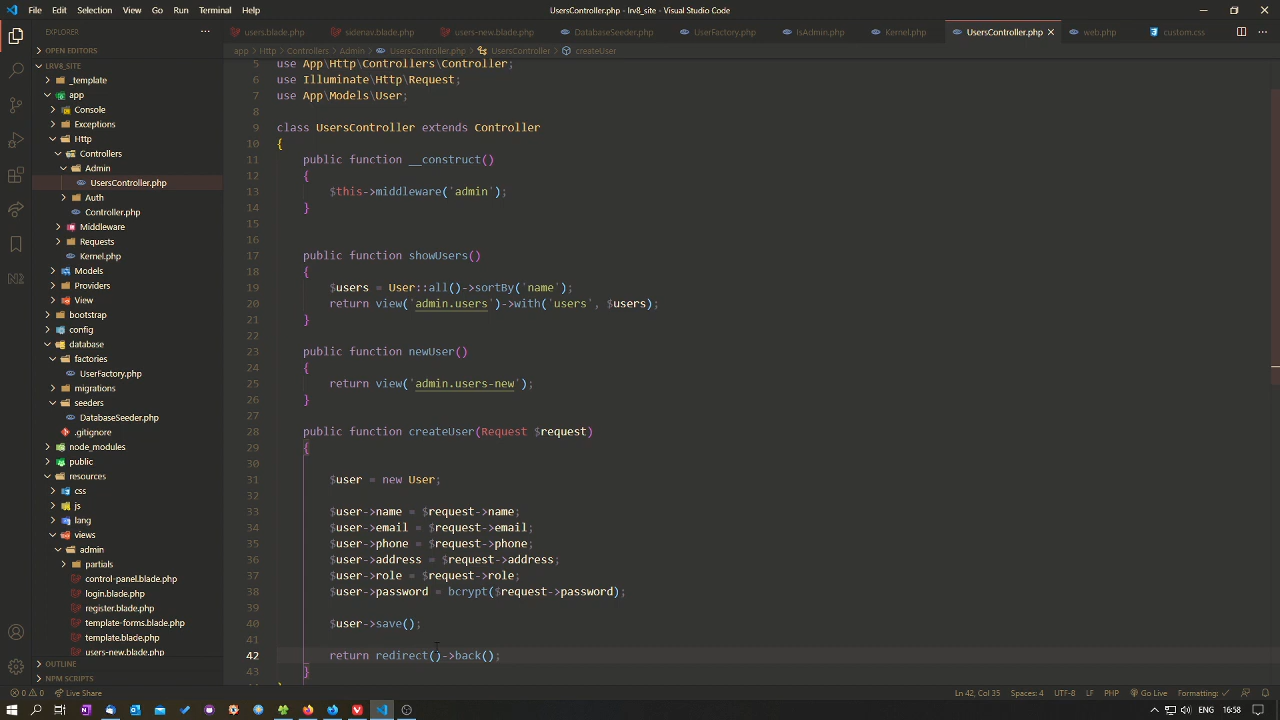 File Edit Selection View Go Run Terminal Help
UsersController.php - lrv8_site - Visual Studio Code
EXPLORER
users.blade.php sidenav.blade.php users-new.blade.php DatabaseSeeder.php UserFactory.php IsAdmin.php Kernel.php UsersController.php web.php custom.css
app > Http > Controllers > Admin > UsersController.php > UsersController > createUser
OPEN EDITORS
LRV8_SITE
_template
app
Console
Exceptions
Http
Controllers
Admin
UsersController.php
Auth
Controller.php
Middleware
Requests
Kernel.php
Models
Providers
View
bootstrap
config
database
factories
UserFactory.php
migrations
seeders
DatabaseSeeder.php
.gitignore
node_modules
public
resources
css
js
lang
views
admin
partials
control-panel.blade.php
login.blade.php
register.blade.php
template-forms.blade.php
template.blade.php
users-new.blade.php
OUTLINE
NPM SCRIPTS
5 use App\Http\Controllers\Controller;
6 use Illuminate\Http\Request;
7 use App\Models\User;
8
9 class UsersController extends Controller
10 {
11 public function __construct()
12 {
13 $this->middleware('admin');
14 }
15
16
17 public function showUsers()
18 {
19 $users = User::all()->sortBy('name');
20 return view('admin.users')->with('users', $users);
21 }
22
23 public function newUser()
24 {
25 return view('admin.users-new');
26 }
27
28 public function createUser(Request $request)
29 {
30
31 $user = new User;
32
33 $user->name = $request->name;
34 $user->email = $request->email;
35 $user->phone = $request->phone;
36 $user->address = $request->address;
37 $user->role = $request->role;
38 $user->password = bcrypt($request->password);
39
40 $user->save();
41
42 return redirect()->back();
43 }
0 0 Live Share
Ln 42, Col 35 Spaces: 4 UTF-8 LF PHP Go Live Formatting: ✓
ENG 16:58